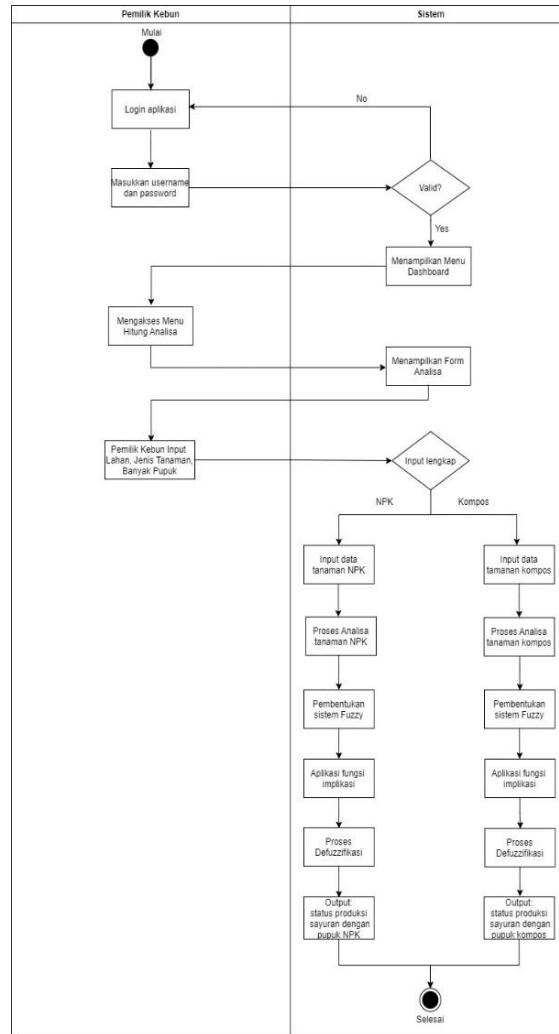 Pemilik Kebun
Sistem
Mulai
Login aplikasi
No
Masukkan username
dan password
Valid?
Yes
Menampilkan Menu
Dashboard
Mengakses Menu
Hitung Analisa
Menampilkan Form
Analisa
Pemilik Kebun Input
Lahan, Jenis Tanaman,
Banyak Pupuk
Input lengkap
NPK
Kompos
Input data
tanaman NPK
Input data
tamanan kompos
Proses Analisa
tanaman NPK
Proses Analisa
tanaman kompos
Pembentukan
sistem Fuzzy
Pembentukan
sistem Fuzzy
Aplikasi fungsi
implikasi
Aplikasi fungsi
implikasi
Proses
Defuzzifikasi
Proses
Defuzzifikasi
Output:
status produksi
sayuran dengan
pupuk NPK
Output:
status produksi
sayuran dengan
pupuk kompos
Selesai